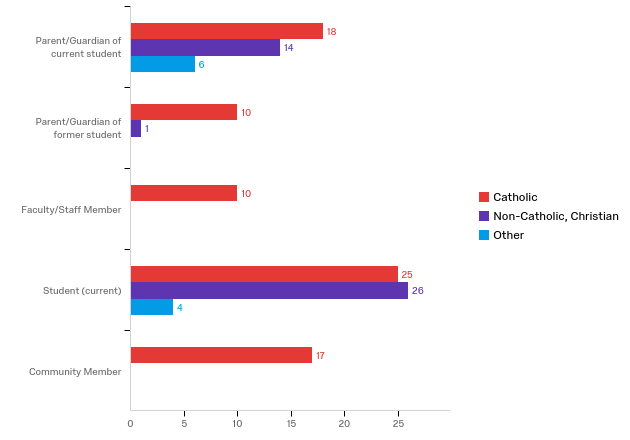 Parent/Guardian of
current student
18
14
6
Parent/Guardian of
former student
10
1
Faculty/Staff Member
10
Student (current)
25
26
4
Community Member
17
0 5 10 15 20 25
Catholic
Non-Catholic, Christian
Other